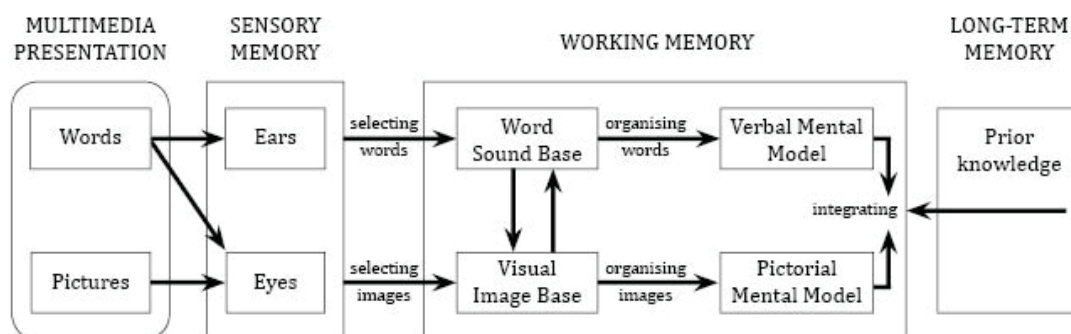 MULTIMEDIA
PRESENTATION
SENSORY
MEMORY
WORKING MEMORY
LONG-TERM
MEMORY
Words
Ears
selecting
words
Word
Sound Base
organising
words
Verbal Mental
Model
Prior
knowledge
integrating
Pictures
Eyes
selecting
images
Visual
Image Base
organising
images
Pictorial
Mental Model